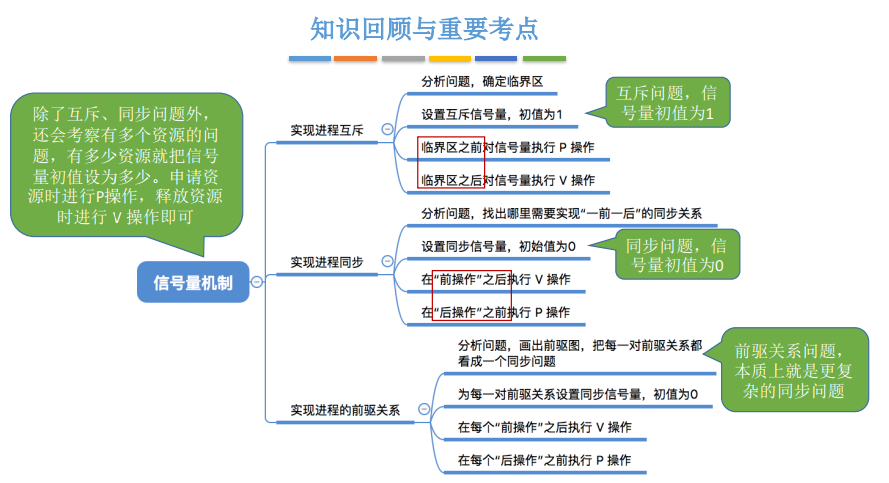 知识回顾与重要考点
除了互斥、同步问题外，
还会考察有多个资源的问
题，有多少资源就把信号
量初值设为多少。申请资
源时进行P操作，释放资源
时进行 V 操作即可
信号量机制
实现进程互斥
分析问题，确定临界区
设置互斥信号量，初值为1
临界区之前对信号量执行 P 操作
临界区之后对信号量执行 V 操作
互斥问题，信
号量初值为1
实现进程同步
分析问题，找出哪里需要实现“一前一后”的同步关系
设置同步信号量，初始值为0
在“前操作”之后执行 V 操作
在“后操作”之前执行 P 操作
同步问题，信
号量初值为0
实现进程的前驱关系
分析问题，画出前驱图，把每一对前驱关系都
看成一个同步问题
为每一对前驱关系设置同步信号量，初值为0
在每个“前操作”之后执行 V 操作
在每个“后操作”之前执行 P 操作
前驱关系问题，
本质上就是更复
杂的同步问题